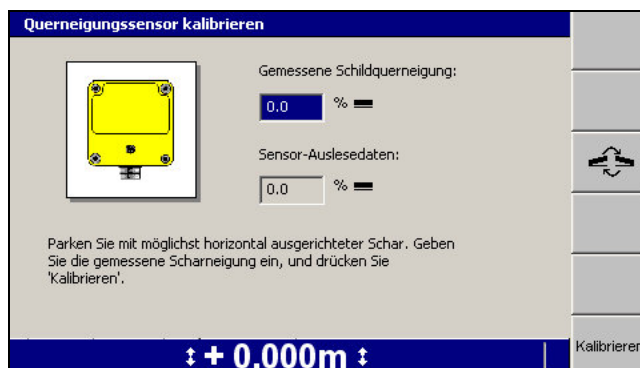 Querneigungssensor kalibrieren
Gemessene Schildquerneigung:
0.0 %
Sensor-Auslesedaten:
0.0 %
Parken Sie mit möglichst horizontal ausgerichteter Schar. Geben
Sie die gemessene Scharneigung ein, und drücken Sie
'Kalibrieren'.
Kalibrieren
+ 0.000m